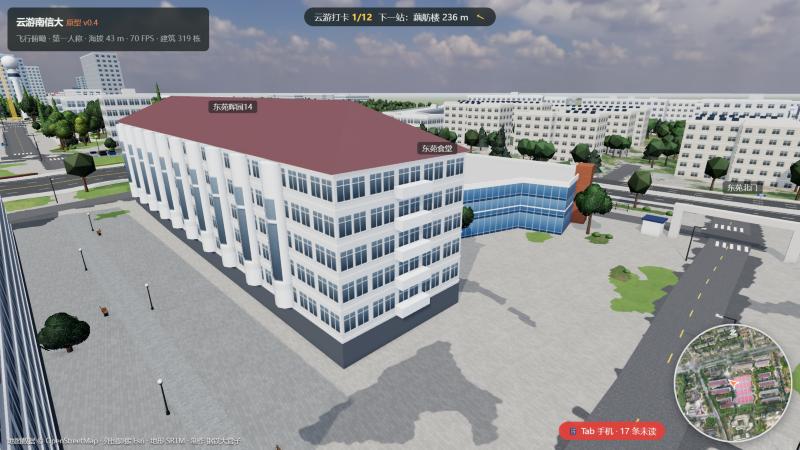 云游南信大 原型 v0.4
飞行俯瞰 · 第一人称 · 海拔 43 m · 70 FPS · 建筑 319 栋
云游打卡 1/12 下一站：藕舫楼 236 m
东苑晖园14
东苑食堂
东苑北门
Tab 手机 · 17 条未读
OpenStreetMap